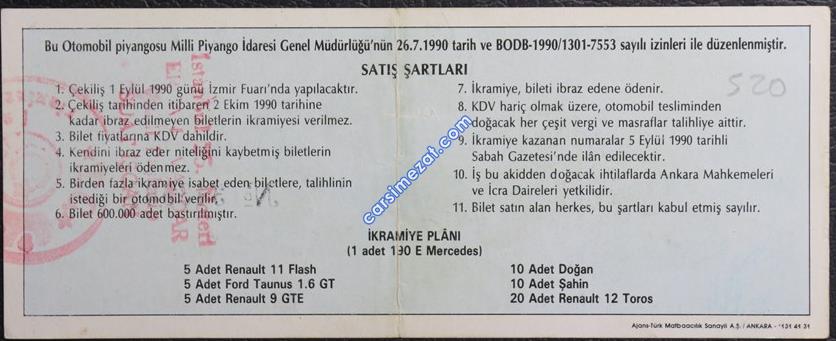 Bu Otomobil piyangosu Milli Piyango İdaresi Genel Müdürlüğü'nün 26.7.1990 tarih ve BODB-1990/1301-7553 sayılı izinleri ile düzenlenmiştir.
SATIŞ ŞARTLARI
1. Çekiliş 1 Eylül 1990 günü İzmir Fuarı'nda yapılacaktır.
2. Çekiliş tarihinden itibaren 2 Ekim 1990 tarihine
kadar ibraz edilmeyen biletlerin ikramiyesi verilmez.
3. Bilet fiyatlarına KDV dahildir.
4. Kendini ibraz eder niteliğini kaybetmiş biletlerin
ikramiyeleri ödenmez.
5. Birden fazla ikramiye isabet eden biletlere, talihlinin
istediği bir otomobil verilir.
6. Bilet 600.000 adet bastırılmıştır.
7. İkramiye, bileti ibraz edene ödenir.
8. KDV hariç olmak üzere, otomobil tesliminden
doğacak her çeşit vergi ve masraflar talihliye aittir.
9. İkramiye kazanan numaralar 5 Eylül 1990 tarihli
Sabah Gazetesi'nde ilân edilecektir.
10. İş bu akidden doğacak ihtilaflarda Ankara Mahkemeleri
ve İcra Daireleri yetkilidir.
11. Bilet satın alan herkes, bu şartları kabul etmiş sayılır.
520
carsimezat.com
İKRAMİYE PLÂNI
(1 adet 190 E Mercedes)
5 Adet Renault 11 Flash
5 Adet Ford Taunus 1.6 GT
5 Adet Renault 9 GTE
10 Adet Doğan
10 Adet Şahin
20 Adet Renault 12 Toros
Ajans-Türk Matbaacılık Sanayii A.Ş. / ANKARA - 131 41 31